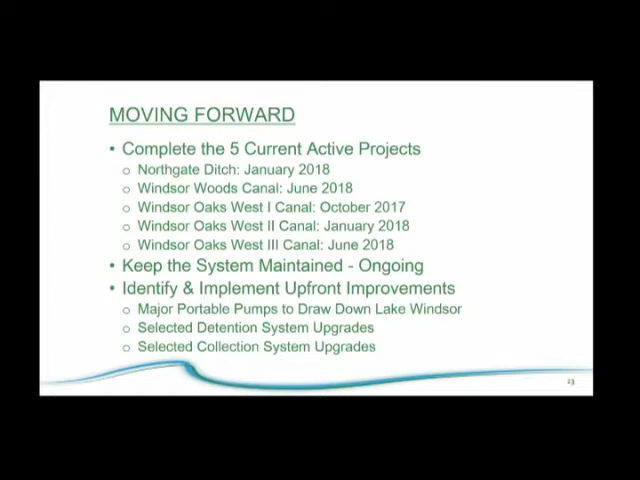 MOVING FORWARD
• Complete the 5 Current Active Projects
o Northgate Ditch: January 2018
o Windsor Woods Canal: June 2018
o Windsor Oaks West I Canal: October 2017
o Windsor Oaks West II Canal: January 2018
o Windsor Oaks West III Canal: June 2018
• Keep the System Maintained - Ongoing
• Identify & Implement Upfront Improvements
o Major Portable Pumps to Draw Down Lake Windsor
o Selected Detention System Upgrades
o Selected Collection System Upgrades
23